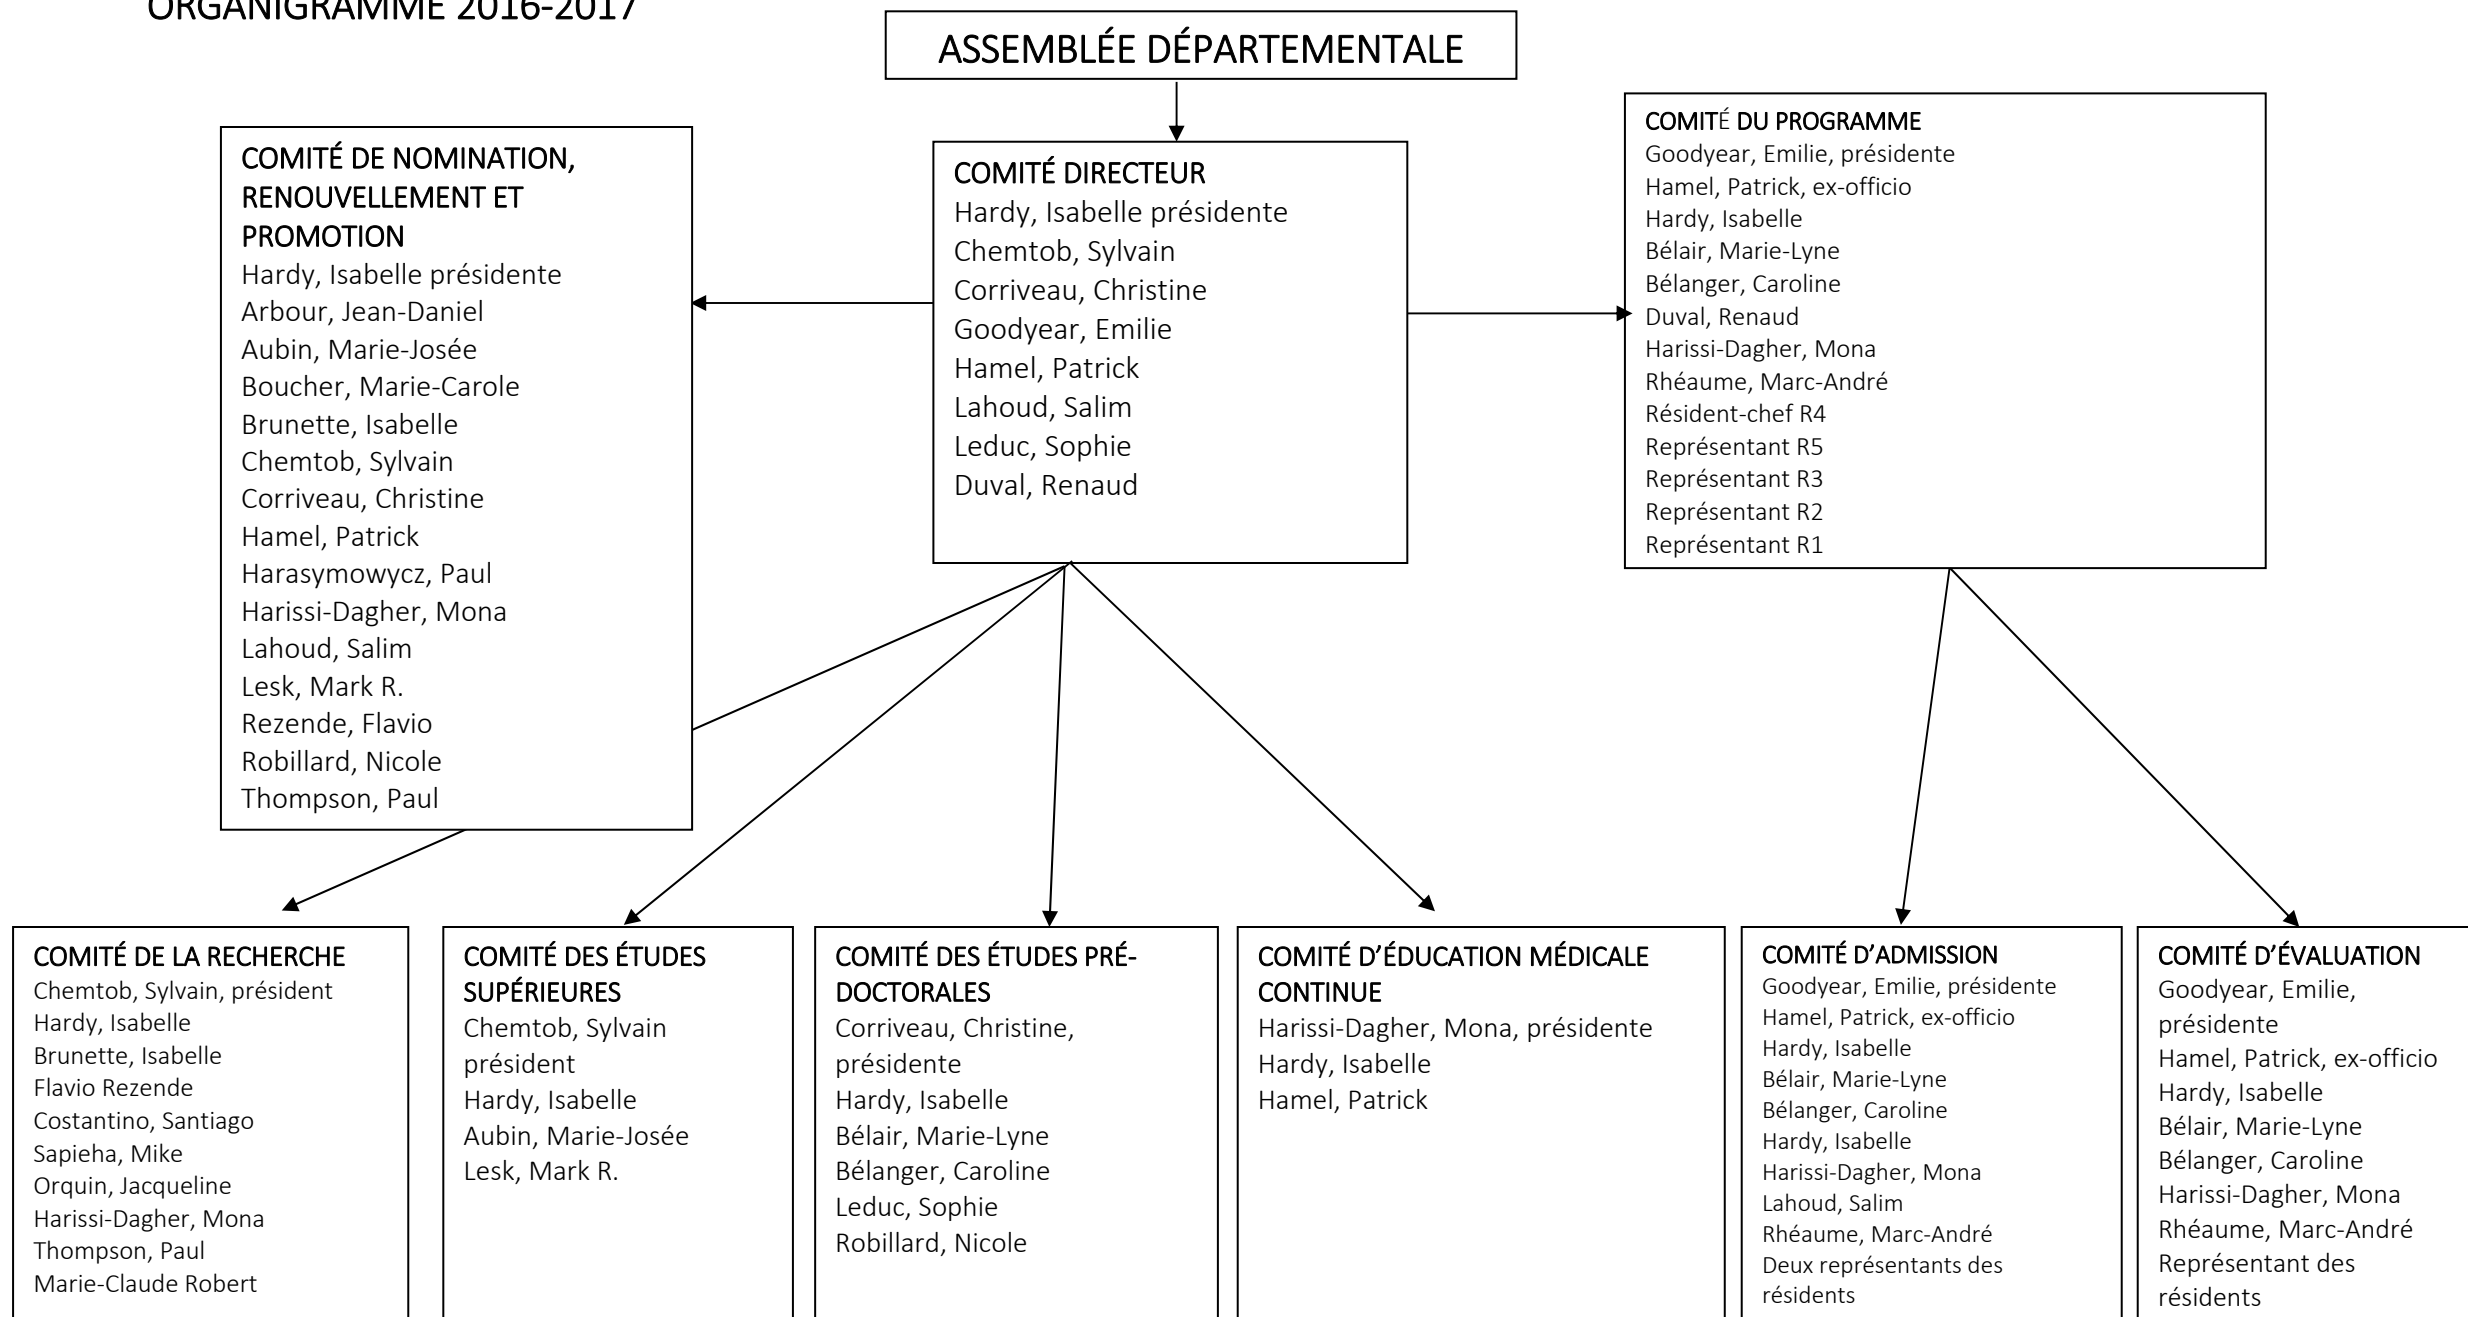 ORGANIGRAMME 2016-2017
ASSEMBLÉE DÉPARTEMENTALE
COMITÉ DE NOMINATION,
RENOUVELLEMENT ET
PROMOTION
Hardy, Isabelle présidente
Arbour, Jean-Daniel
Aubin, Marie-Josée
Boucher, Marie-Carole
Brunette, Isabelle
Chemtob, Sylvain
Corriveau, Christine
Hamel, Patrick
Harasymowycz, Paul
Harissi-Dagher, Mona
Lahoud, Salim
Lesk, Mark R.
Rezende, Flavio
Robillard, Nicole
Thompson, Paul
COMITÉ DIRECTEUR
Hardy, Isabelle présidente
Chemtob, Sylvain
Corriveau, Christine
Goodyear, Emilie
Hamel, Patrick
Lahoud, Salim
Leduc, Sophie
Duval, Renaud
COMITÉ DU PROGRAMME
Goodyear, Emilie, présidente
Hamel, Patrick, ex-officio
Hardy, Isabelle
Bélair, Marie-Lyne
Bélanger, Caroline
Duval, Renaud
Harissi-Dagher, Mona
Rhéaume, Marc-André
Résident-chef R4
Représentant R5
Représentant R3
Représentant R2
Représentant R1
COMITÉ DE LA RECHERCHE
Chemtob, Sylvain, président
Hardy, Isabelle
Brunette, Isabelle
Flavio Rezende
Costantino, Santiago
Sapieha, Mike
Orquin, Jacqueline
Harissi-Dagher, Mona
Thompson, Paul
Marie-Claude Robert
COMITÉ DES ÉTUDES
SUPÉRIEURES
Chemtob, Sylvain
président
Hardy, Isabelle
Aubin, Marie-Josée
Lesk, Mark R.
COMITÉ DES ÉTUDES PRÉ-
DOCTORALES
Corriveau, Christine,
présidente
Hardy, Isabelle
Bélair, Marie-Lyne
Bélanger, Caroline
Leduc, Sophie
Robillard, Nicole
COMITÉ D’ÉDUCATION MÉDICALE
CONTINUE
Harissi-Dagher, Mona, présidente
Hardy, Isabelle
Hamel, Patrick
COMITÉ D’ADMISSION
Goodyear, Emilie, présidente
Hamel, Patrick, ex-officio
Hardy, Isabelle
Bélair, Marie-Lyne
Bélanger, Caroline
Hardy, Isabelle
Harissi-Dagher, Mona
Lahoud, Salim
Rhéaume, Marc-André
Deux représentants des
résidents
COMITÉ D’ÉVALUATION
Goodyear, Emilie,
présidente
Hamel, Patrick, ex-officio
Hardy, Isabelle
Bélair, Marie-Lyne
Bélanger, Caroline
Harissi-Dagher, Mona
Rhéaume, Marc-André
Représentant des
résidents